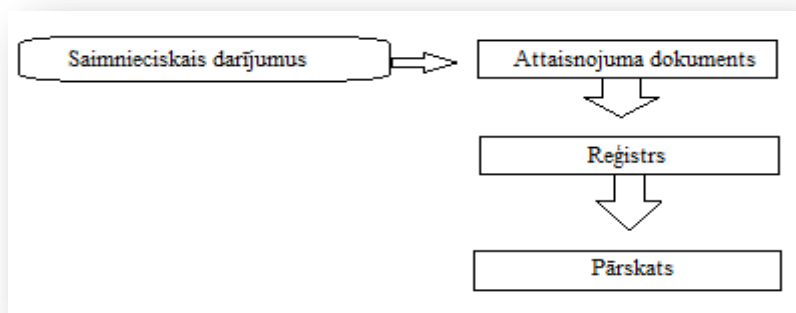 Saimnieciskais darījumus
Attaisnojuma dokuments
Reģistrs
Pārskats